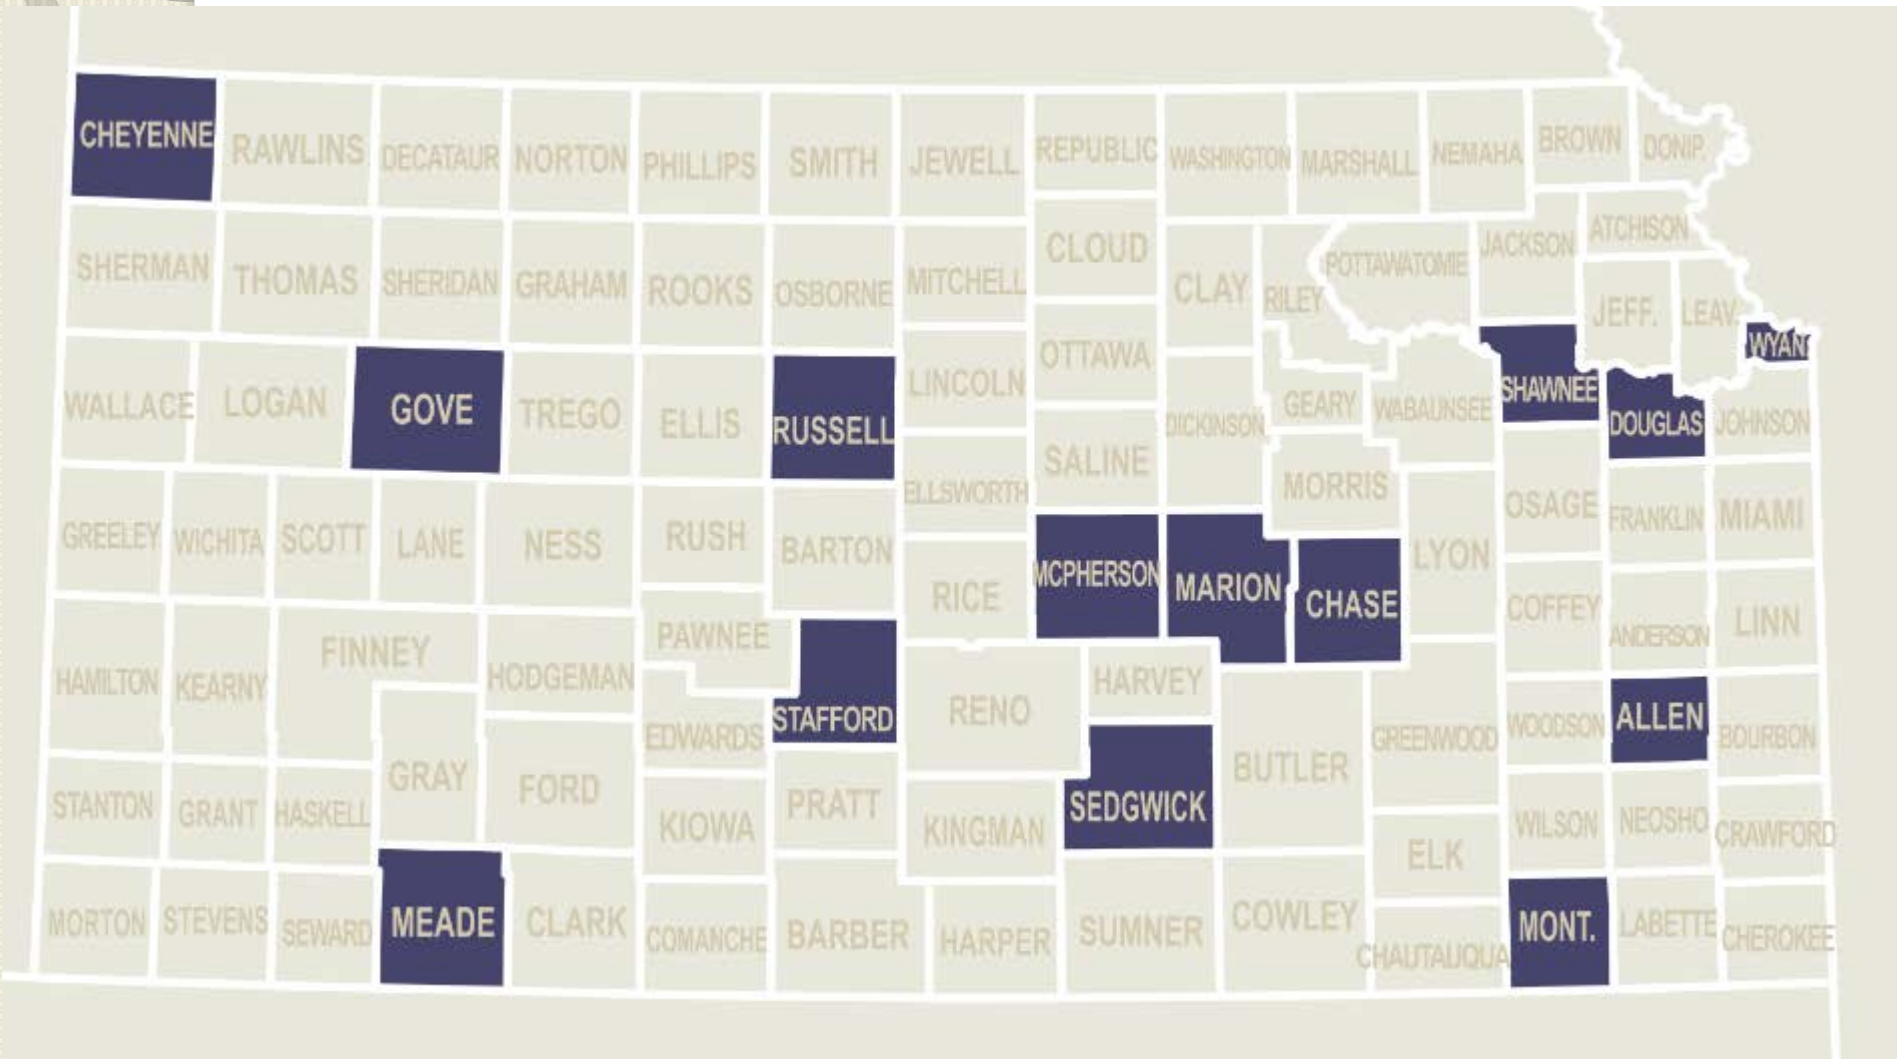 CHEYENNE
RAWLINS
DECATAUR
NORTON
PHILLIPS
SMITH
JEWELL
REPUBLIC
WASHINGTON
MARSHALL
NEMAHA
BROWN
DONIP.
SHERMAN
THOMAS
SHERIDAN
GRAHAM
ROOKS
OSBORNE
MITCHELL
CLOUD
CLAY
RILEY
POTTAWATOMIE
JACKSON
ATCHISON
JEFF.
LEAV.
WYAN.
WALLACE
LOGAN
GOVE
TREGO
ELLIS
RUSSELL
LINCOLN
OTTAWA
DICKINSON
GEARY
WABAUNSEE
SHAWNEE
DOUGLAS
JOHNSON
SALINE
ELLSWORTH
MORRIS
OSAGE
FRANKLIN
MIAMI
GREELEY
WICHITA
SCOTT
LANE
NESS
RUSH
BARTON
RICE
MCPHERSON
MARION
CHASE
LYON
COFFEY
ANDERSON
LINN
HAMILTON
KEARNY
FINNEY
HODGEMAN
PAWNEE
STAFFORD
EDWARDS
RENO
HARVEY
SEDGWICK
BUTLER
GREENWOOD
WOODSON
ALLEN
BOURBON
STANTON
GRANT
HASKELL
GRAY
FORD
KIOWA
PRATT
KINGMAN
ELK
WILSON
NEOSHO
CRAWFORD
MORTON
STEVENS
SEWARD
MEADE
CLARK
COMANCHE
BARBER
HARPER
SUMNER
COWLEY
CHAUTAUQUA
MONT.
LABETTE
CHEROKEE